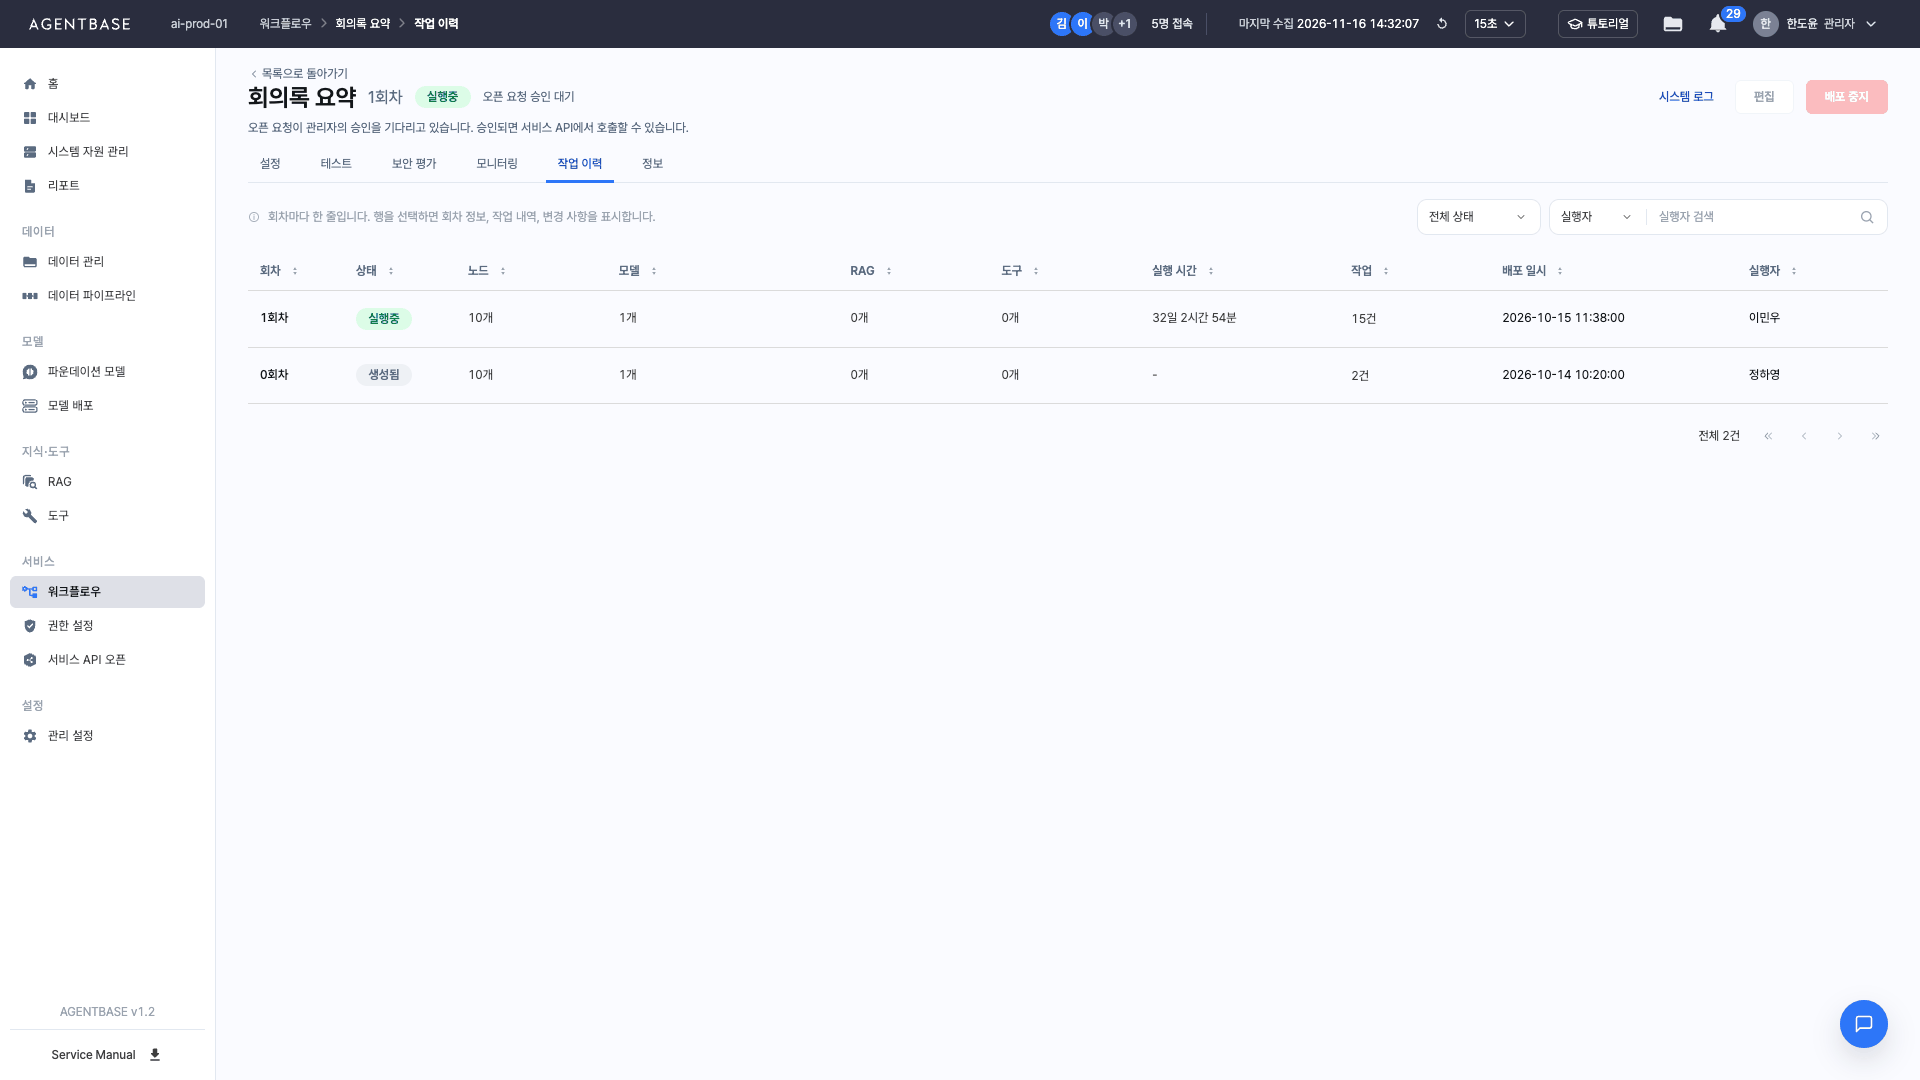 AGENTBASE
ai-prod-01
워크플로우 회의록 요약 작업 이력
김 이 박 +1 5명 접속
마지막 수집 2026-11-16 14:32:07
15초
튜토리얼
29
한 한도윤 관리자
홈
대시보드
시스템 자원 관리
리포트
데이터
데이터 관리
데이터 파이프라인
모델
파운데이션 모델
모델 배포
지식·도구
RAG
도구
서비스
워크플로우
권한 설정
서비스 API 오픈
설정
관리 설정
AGENTBASE v1.2
Service Manual
목록으로 돌아가기
회의록 요약 1회차 실행중 오픈 요청 승인 대기
시스템 로그 편집 배포 중지
오픈 요청이 관리자의 승인을 기다리고 있습니다. 승인되면 서비스 API에서 호출할 수 있습니다.
설정 테스트 보안 평가 모니터링 작업 이력 정보
회차마다 한 줄입니다. 행을 선택하면 회차 정보, 작업 내역, 변경 사항을 표시합니다.
전체 상태 실행자 실행자 검색
회차 상태 노드 모델 RAG 도구 실행 시간 작업 배포 일시 실행자
1회차 실행중 10개 1개 0개 0개 32일 2시간 54분 15건 2026-10-15 11:38:00 이민우
0회차 생성됨 10개 1개 0개 0개 - 2건 2026-10-14 10:20:00 정하영
전체 2건